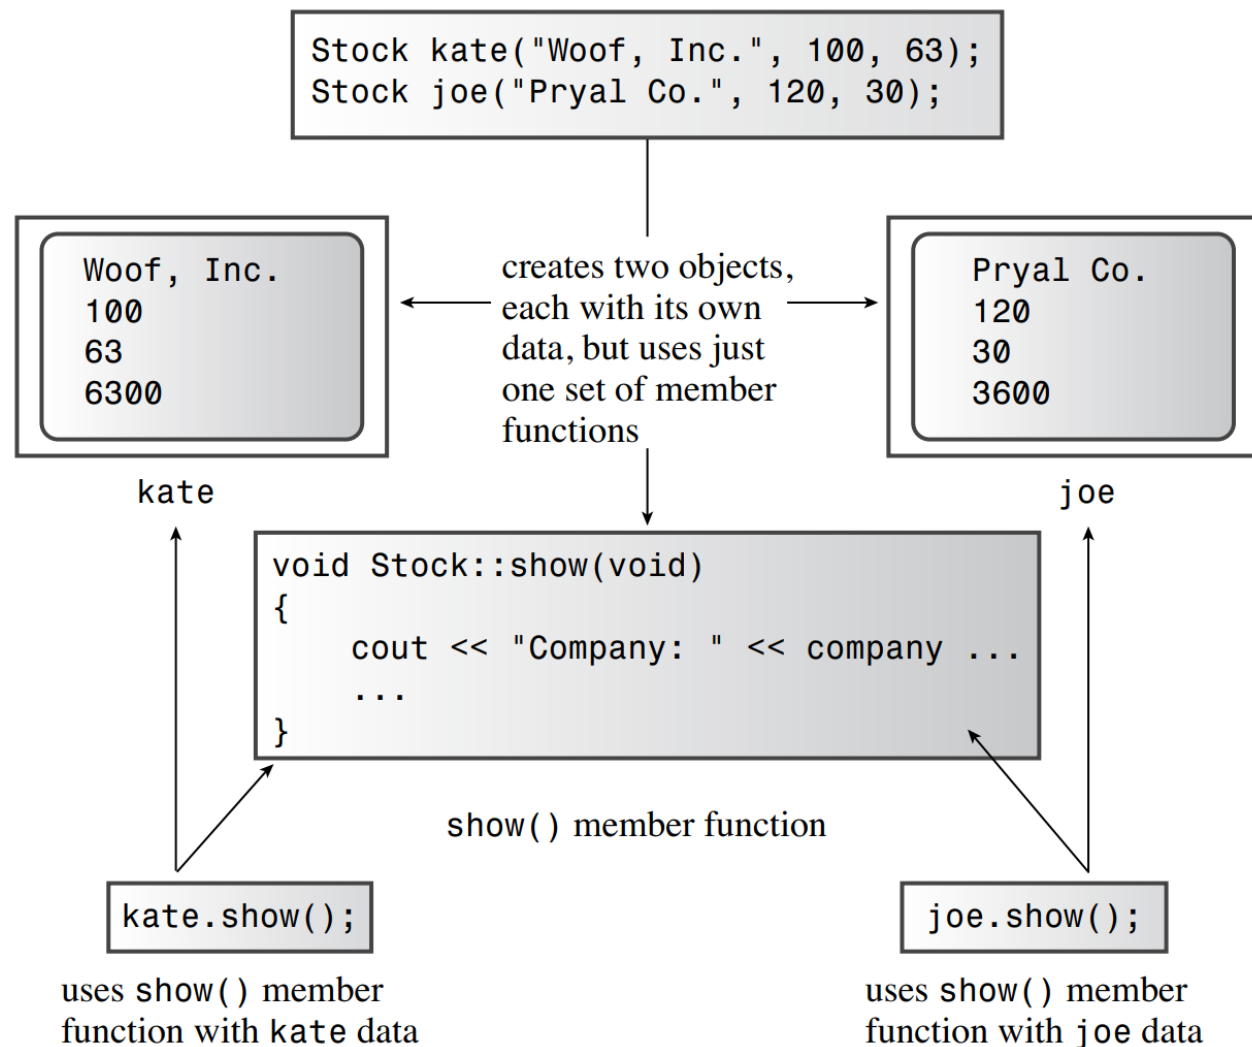 Stock kate("Woof, Inc.", 100, 63);
Stock joe("Pryal Co.", 120, 30);
Woof, Inc.
100
63
6300
kate
creates two objects,
each with its own
data, but uses just
one set of member
functions
Pryal Co.
120
30
3600
joe
void Stock::show(void)
{
    cout << "Company: " << company ...
    ...
}
show() member function
kate.show();
uses show() member
function with kate data
joe.show();
uses show() member
function with joe data